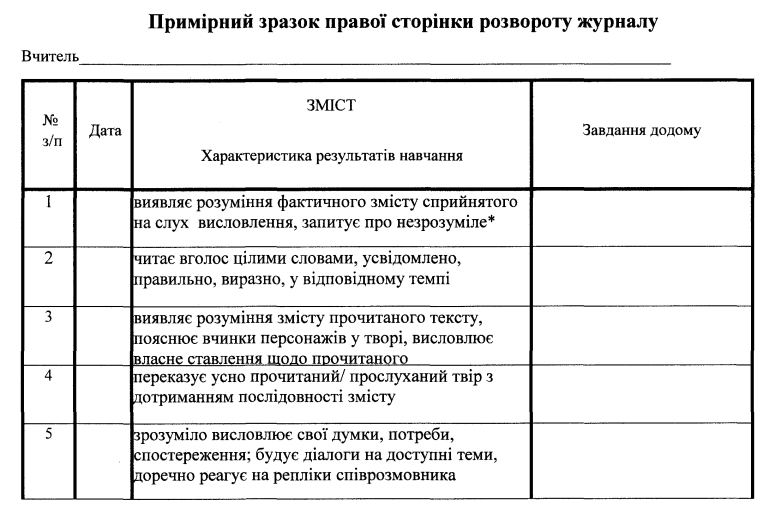 Примірний зразок правої сторінки розвороту журналу
Вчитель
№ з/п
Дата
ЗМІСТ
Характеристика результатів навчання
Завдання додому
1
виявляє розуміння фактичного змісту сприйнятого
на слух висловлення, запитує про незрозуміле*
2
читає вголос цілими словами, усвідомлено,
правильно, виразно, у відповідному темпі
3
виявляє розуміння змісту прочитаного тексту,
пояснює вчинки персонажів у творі, висловлює
власне ставлення щодо прочитаного
4
переказує усно прочитаний/ прослуханий твір з
дотриманням послідовності змісту
5
зрозуміло висловлює свої думки, потреби,
спостереження; будує діалоги на доступні теми,
доречно реагує на репліки співрозмовника